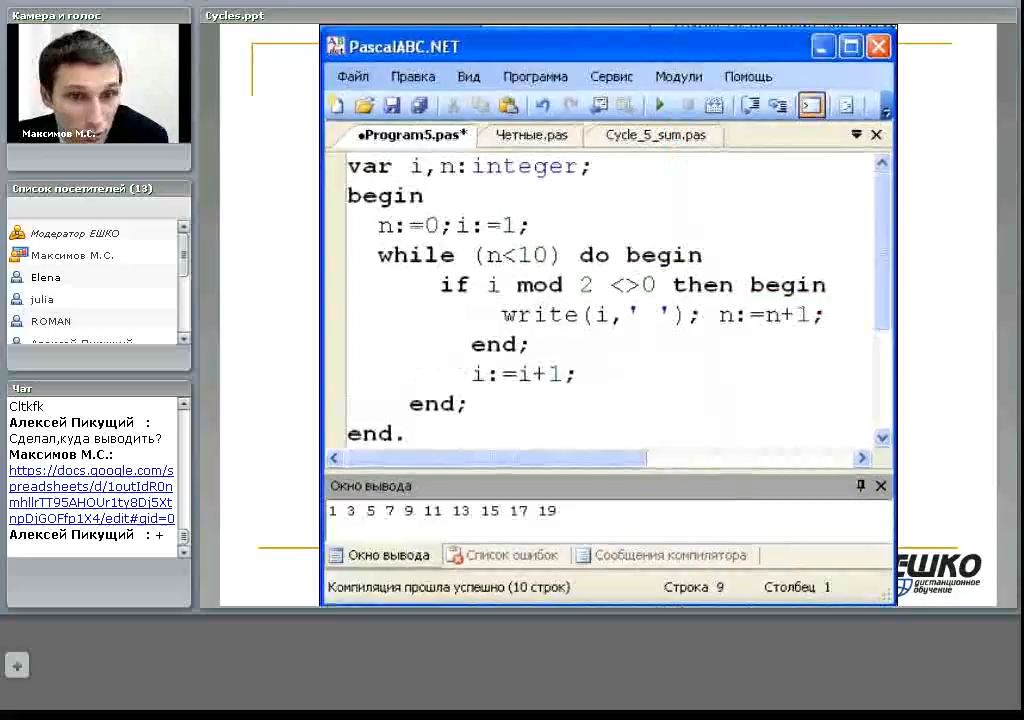 Камера и голос
Максимов М.С.
Список посетителей (13)
Модератор ЕШКО
Максимов М.С.
Elena
julia
ROMAN
Алексей Пикущий
Чат
Cltkfk
Алексей Пикущий :
Сделал,куда выводить?
Максимов М.С.:
https://docs.google.com/s
preadsheets/d/1outIdR0n
mhllrTT95AHOUr1ty8Dj5Xt
npDjGOFfp1X4/edit#gid=0
Алексей Пикущий : +
Cycles.ppt
PascalABC.NET
Файл Правка Вид Программа Сервис Модули Помощь
•Program5.pas* Четные.pas Cycle_5_sum.pas
var i,n:integer;
begin
n:=0;i:=1;
while (n<10) do begin
if i mod 2 <>0 then begin
write(i,' '); n:=n+1;
end;
i:=i+1;
end;
end.
Окно вывода
1 3 5 7 9 11 13 15 17 19
Окно вывода Список ошибок Сообщения компилятора
Компиляция прошла успешно (10 строк) Строка 9 Столбец 1
ЕШКО
дистанционное
обучение